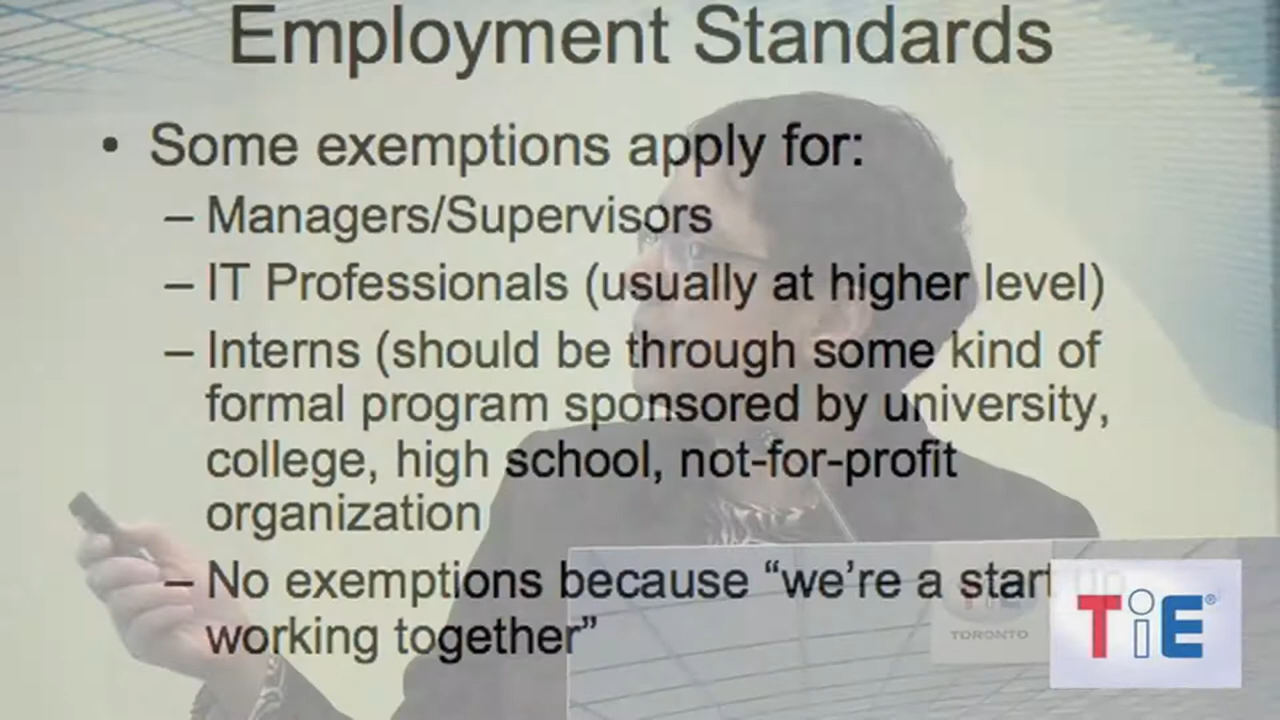 Employment Standards
• Some exemptions apply for:
– Managers/Supervisors
– IT Professionals (usually at higher level)
– Interns (should be through some kind of
formal program sponsored by university,
college, high school, not-for-profit
organization
– No exemptions because “we’re a start up
working together”
TiE®
TORONTO